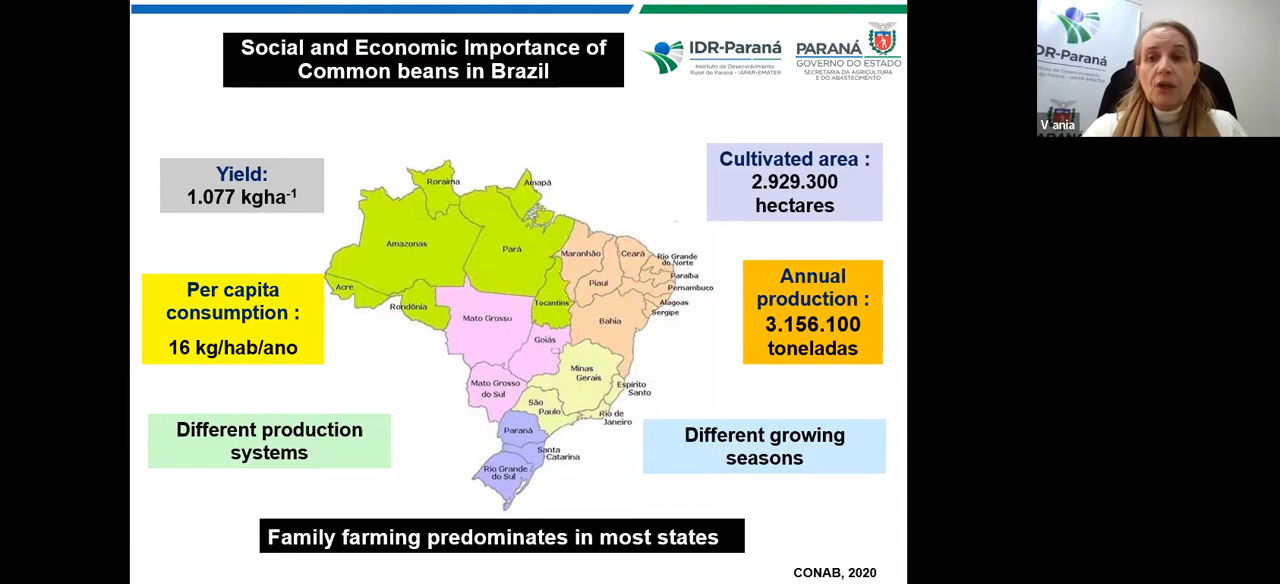 Social and Economic Importance of
Common beans in Brazil
IDR-Paraná
Instituto de Desenvolvimento
Rural do Paraná - IAPAR-EMATER
PARANÁ
GOVERNO DO ESTADO
SECRETARIA DA AGRICULTURA
E DO ABASTECIMENTO
IDR-Paraná
Instituto de Desenvolvimento
V ania
Yield:
1.077 kgha-1
Cultivated area :
2.929.300
hectares
Per capita
consumption :
16 kg/hab/ano
Annual
production :
3.156.100
toneladas
Roraima
Amapá
Amazonas
Pará
Maranhão
Ceará
Rio Grande
do Norte
Paraíba
Pernambuco
Alagoas
Sergipe
Piauí
Acre
Rondônia
Tocantins
Mato Grosso
Bahia
Goiás
Minas
Gerais
Espírito
Santo
Mato Grosso
do Sul
São
Paulo
Rio de
Janeiro
Paraná
Santa
Catarina
Rio Grande
do Sul
Different production
systems
Different growing
seasons
Family farming predominates in most states
CONAB, 2020